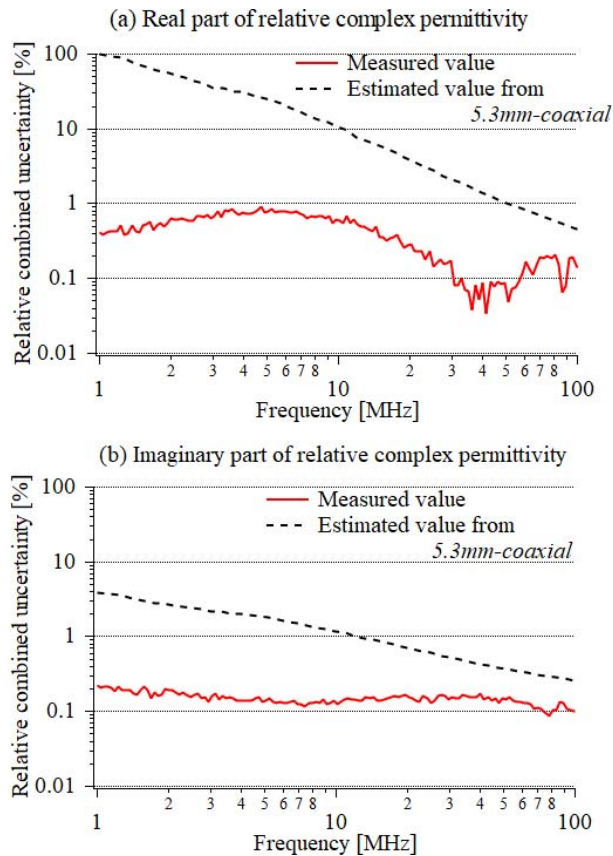 (a) Real part of relative complex permittivity
Relative combined uncertainty [%]
100
10
1
0.1
0.01
Measured value
Estimated value from
5.3mm-coaxial
1 2 3 4 5 6 7 8 10 2 3 4 5 6 7 8 100
Frequency [MHz]
(b) Imaginary part of relative complex permittivity
Relative combined uncertainty [%]
100
10
1
0.1
0.01
Measured value
Estimated value from
5.3mm-coaxial
1 2 3 4 5 6 7 8 10 2 3 4 5 6 7 8 100
Frequency [MHz]